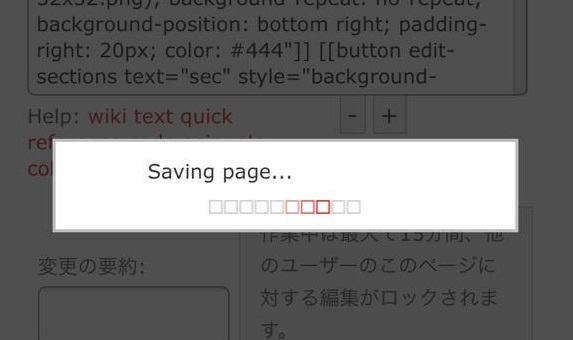 32x32.png); background-repeat: no-repeat;
background-position: bottom right; padding-
right: 20px; color: #444"]] [[button edit-
sections text="sec" style="background-
Help: wiki text quick
- +
Saving page...
作業中は最大で15分間、他
のユーザーのこのページに
対する編集がロックされま
す。
変更の要約: